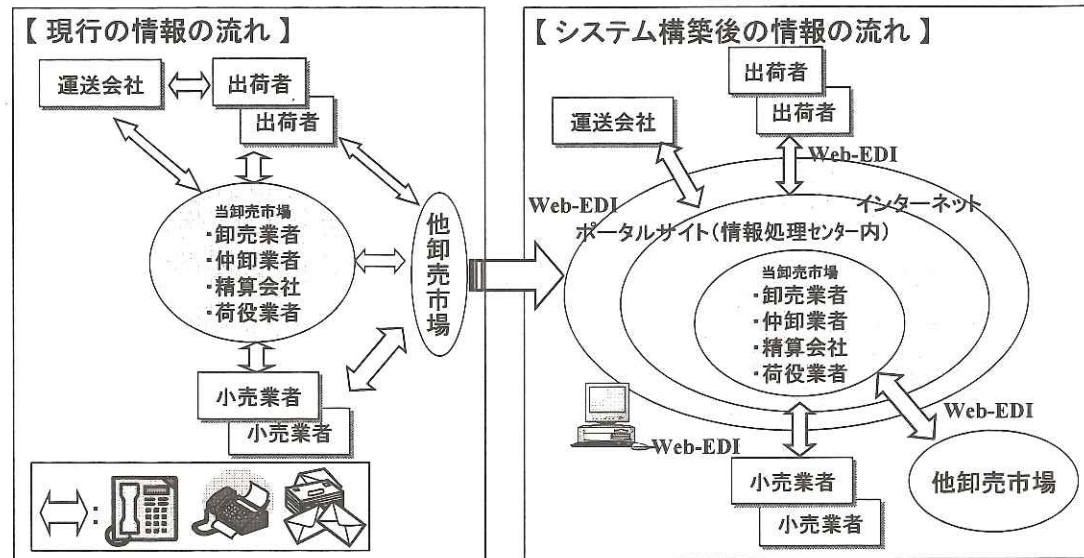 【 現行の情報の流れ 】
運送会社
出荷者
出荷者
当卸売市場
・卸売業者
・仲卸業者
・精算会社
・荷役業者
他卸売市場
小売業者
小売業者
：
【 システム構築後の情報の流れ 】
出荷者
出荷者
運送会社
Web-EDI
Web-EDI
インターネット
ポータルサイト（情報処理センター内）
当卸売市場
・卸売業者
・仲卸業者
・精算会社
・荷役業者
Web-EDI
Web-EDI
小売業者
小売業者
他卸売市場